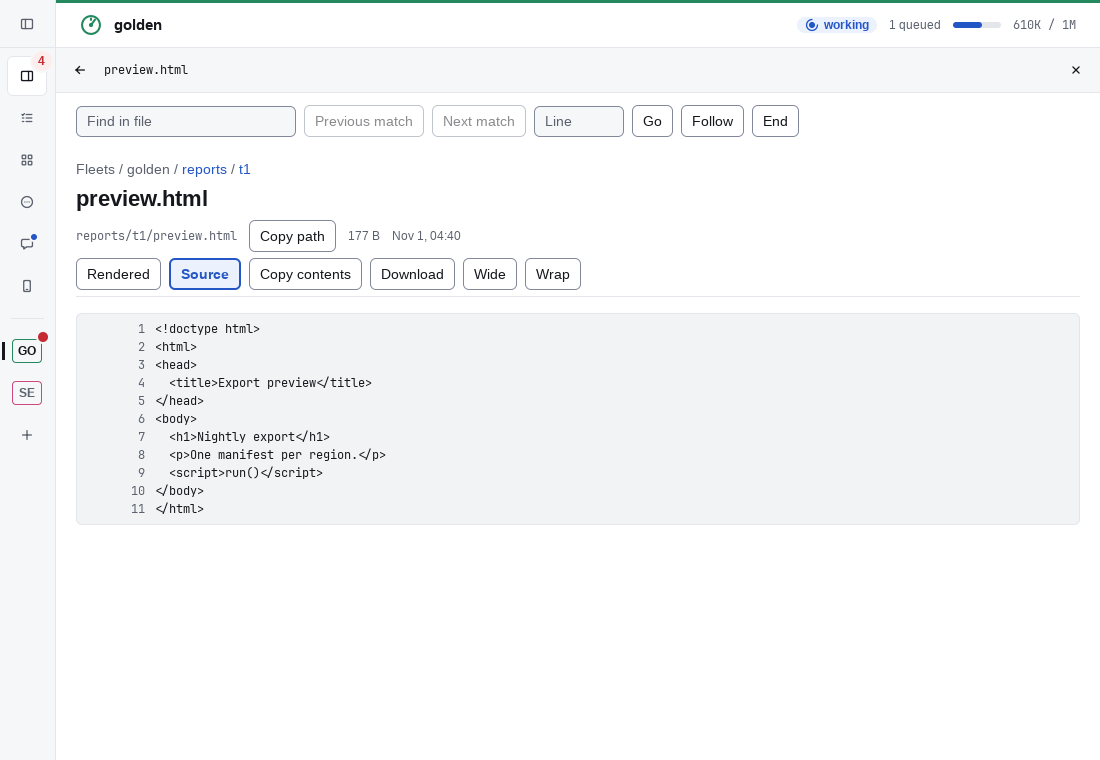 golden
working
1 queued
610K / 1M
4
preview.html
Find in file
Previous match
Next match
Line
Go
Follow
End
Fleets / golden / reports / t1
preview.html
reports/t1/preview.html
Copy path
177 B
Nov 1, 04:40
Rendered
Source
Copy contents
Download
Wide
Wrap
GO
SE
1 <!doctype html>
2 <html>
3 <head>
4   <title>Export preview</title>
5 </head>
6 <body>
7   <h1>Nightly export</h1>
8   <p>One manifest per region.</p>
9   <script>run()</script>
10 </body>
11 </html>